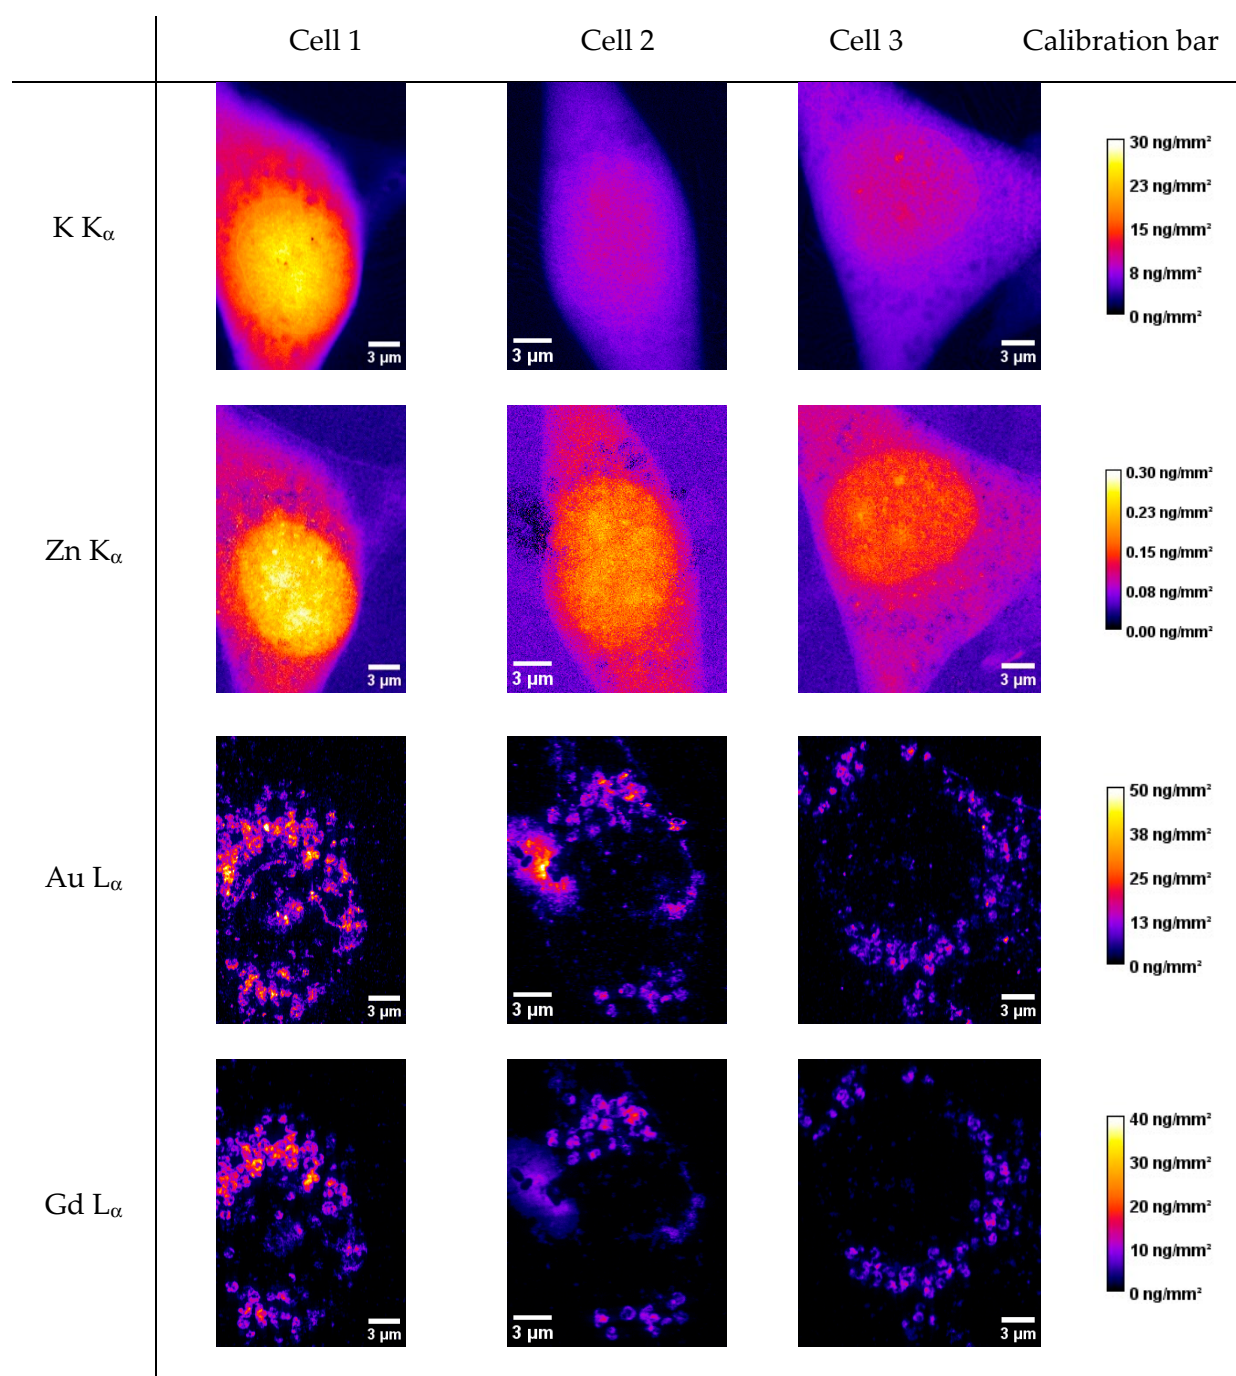 Cell 1 Cell 2 Cell 3 Calibration bar
K Kα
3 µm 3 µm 3 µm
30 ng/mm²
23 ng/mm²
15 ng/mm²
8 ng/mm²
0 ng/mm²
Zn Kα
3 µm 3 µm 3 µm
0.30 ng/mm²
0.23 ng/mm²
0.15 ng/mm²
0.08 ng/mm²
0.00 ng/mm²
Au Lα
3 µm 3 µm 3 µm
50 ng/mm²
38 ng/mm²
25 ng/mm²
13 ng/mm²
0 ng/mm²
Gd Lα
3 µm 3 µm 3 µm
40 ng/mm²
30 ng/mm²
20 ng/mm²
10 ng/mm²
0 ng/mm²